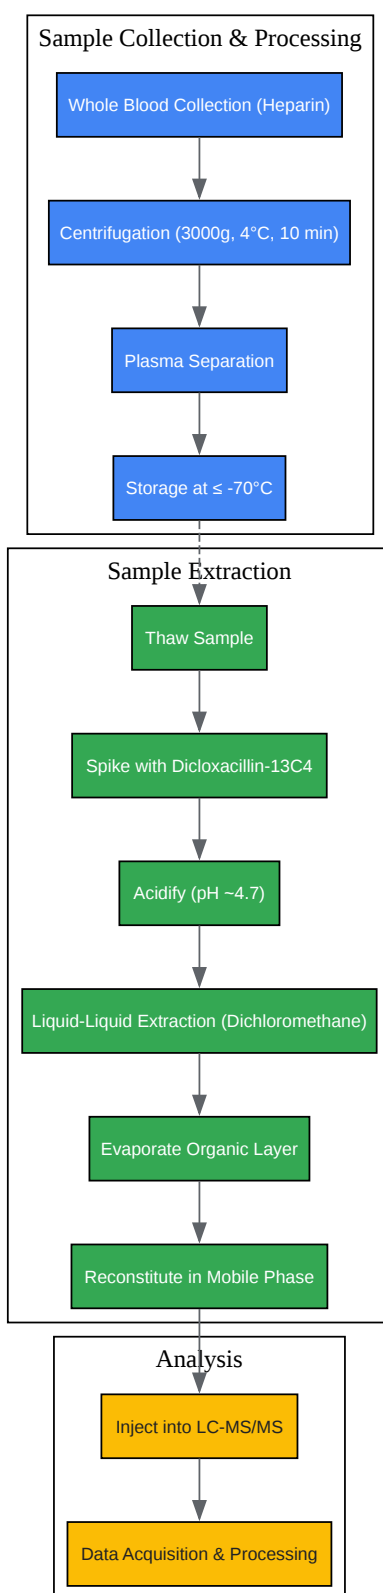 Sample Collection & Processing
Whole Blood Collection (Heparin)
Centrifugation (3000g, 4°C, 10 min)
Plasma Separation
Storage at ≤ -70°C
Sample Extraction
Thaw Sample
Spike with Dicloxacillin-13C4
Acidify (pH ~4.7)
Liquid-Liquid Extraction (Dichloromethane)
Evaporate Organic Layer
Reconstitute in Mobile Phase
Analysis
Inject into LC-MS/MS
Data Acquisition & Processing